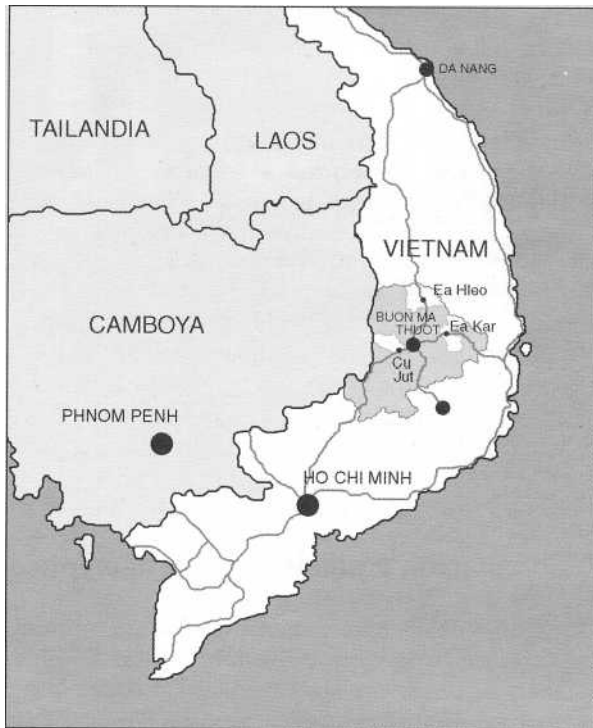 DA NANG
TAILANDIA
LAOS
VIETNAM
Ea Hleo
BUON MA
THUOT
Ea Kar
CAMBOYA
Cu
Jut
PHNOM PENH
HO CHI MINH